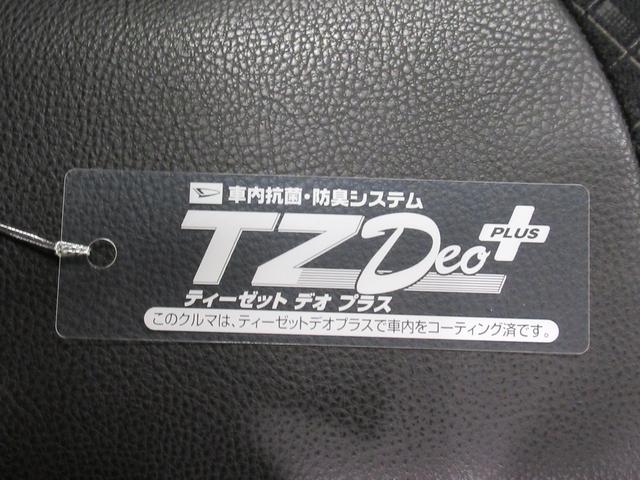 車内抗菌・防臭システム
TZ Deo PLUS
ティーゼット デオ プラス
このクルマは、ティーゼットデオプラスで車内をコーティング済です。